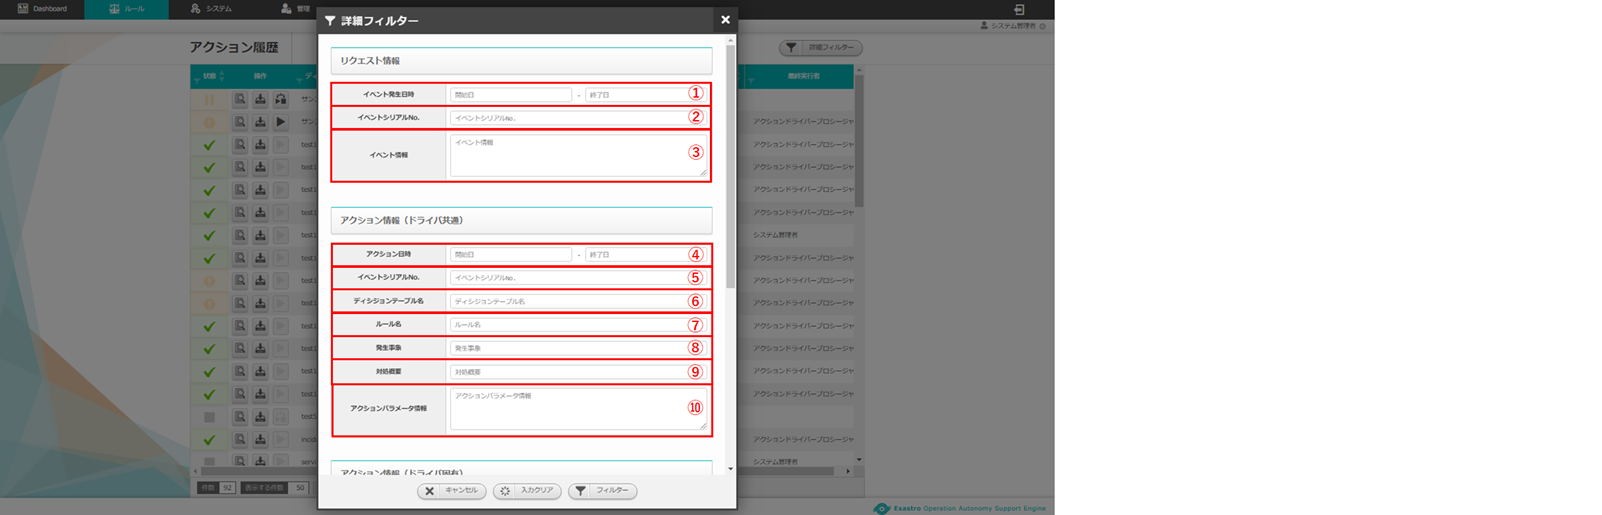 Dashboard ルール システム 管理
システム管理者
アクション履歴
詳細フィルター
状態 操作 ディ 最終実行者
サン
サン アクションドライバープロシージャ
test1 アクションドライバープロシージャ
test1 アクションドライバープロシージャ
test1 アクションドライバープロシージャ
test1 アクションドライバープロシージャ
test1 システム管理者
test1 アクションドライバープロシージャ
test1 アクションドライバープロシージャ
test1 アクションドライバープロシージャ
test1 アクションドライバープロシージャ
test1 アクションドライバープロシージャ
test1 アクションドライバープロシージャ
test1 アクションドライバープロシージャ
test5
incid アクションドライバープロシージャ
servi システム管理者
件数 92 表示する件数 50
詳細フィルター
リクエスト情報
イベント発生日時 開始日 - 終了日 ①
イベントシリアルNo. イベントシリアルNo. ②
イベント情報 イベント情報 ③
アクション情報（ドライバ共通）
アクション日時 開始日 - 終了日 ④
イベントシリアルNo. イベントシリアルNo. ⑤
ディシジョンテーブル名 ディシジョンテーブル名 ⑥
ルール名 ルール名 ⑦
発生事象 発生事象 ⑧
対処概要 対処概要 ⑨
アクションパラメータ情報 アクションパラメータ情報 ⑩
アクション情報（ドライバ固有）
キャンセル 入力クリア フィルター
Exastro Operation Autonomy Support Engine